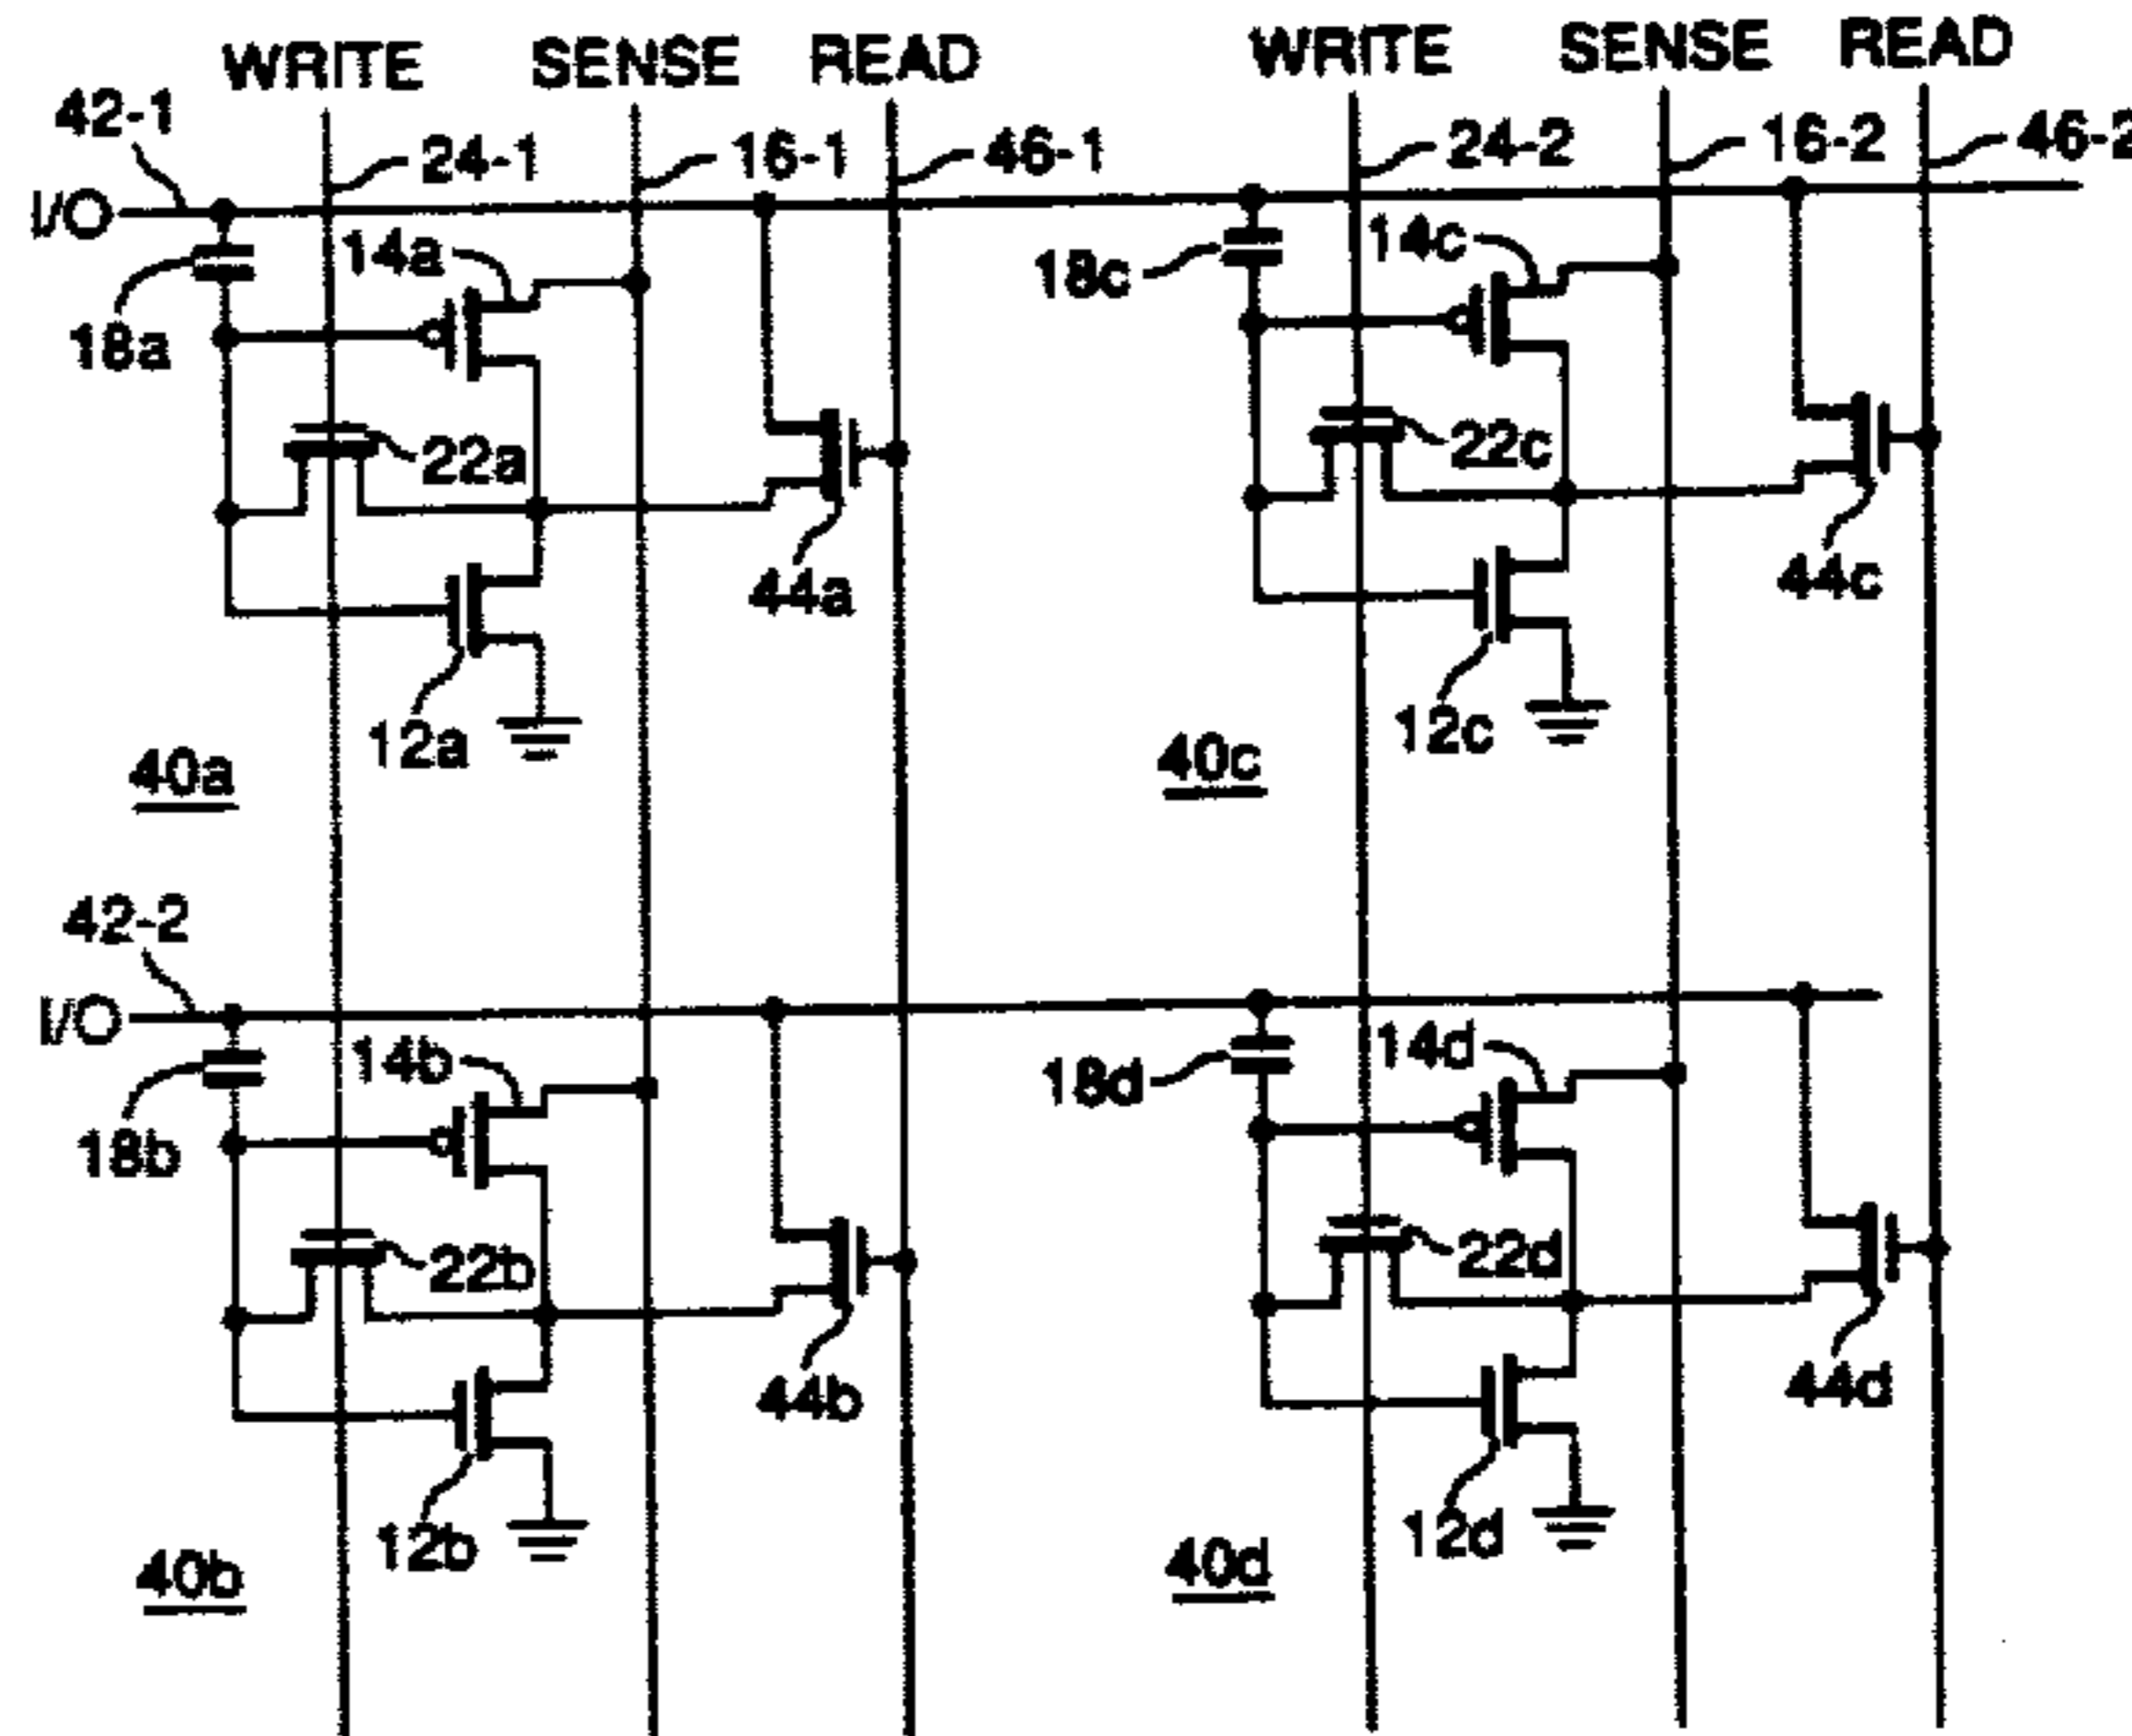 WRITE SENSE READ WRITE SENSE READ
42-1 24-1 16-1 46-1 24-2 16-2 46-2
I/O
14a 14c
18a 18c
22a 22c
44a 44c
12a 12c
40a 40c
42-2
I/O
14b 14d
18b 18d
22b 22d
44b 44d
12b 12d
40b 40d